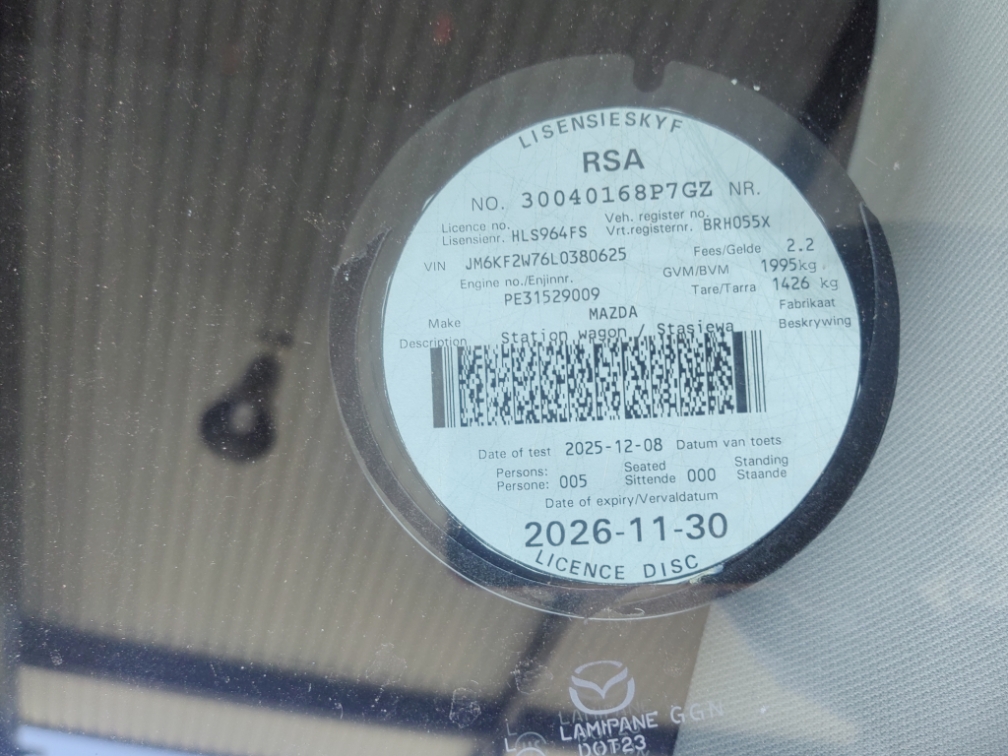 LISENSIESKYF
RSA
NO. 30040168P7GZ NR.
Licence no. Veh. register no.
Lisensienr. HLS964FS Vrt.registernr. BRH055X
VIN JM6KF2W76L0380625 Fees/Gelde 2.2
Engine no./Enjinnr. GVM/BVM 1995kg
PE31529009 Tare/Tarra 1426 kg
Make MAZDA Fabrikaat
Description Station wagon / Stasiewa Beskrywing
Date of test 2025-12-08 Datum van toets
Persons: Seated Standing
Persone: 005 Sittende 000 Staande
Date of expiry/Vervaldatum
2026-11-30
LICENCE DISC
LAMIPANE GGN
DOT23